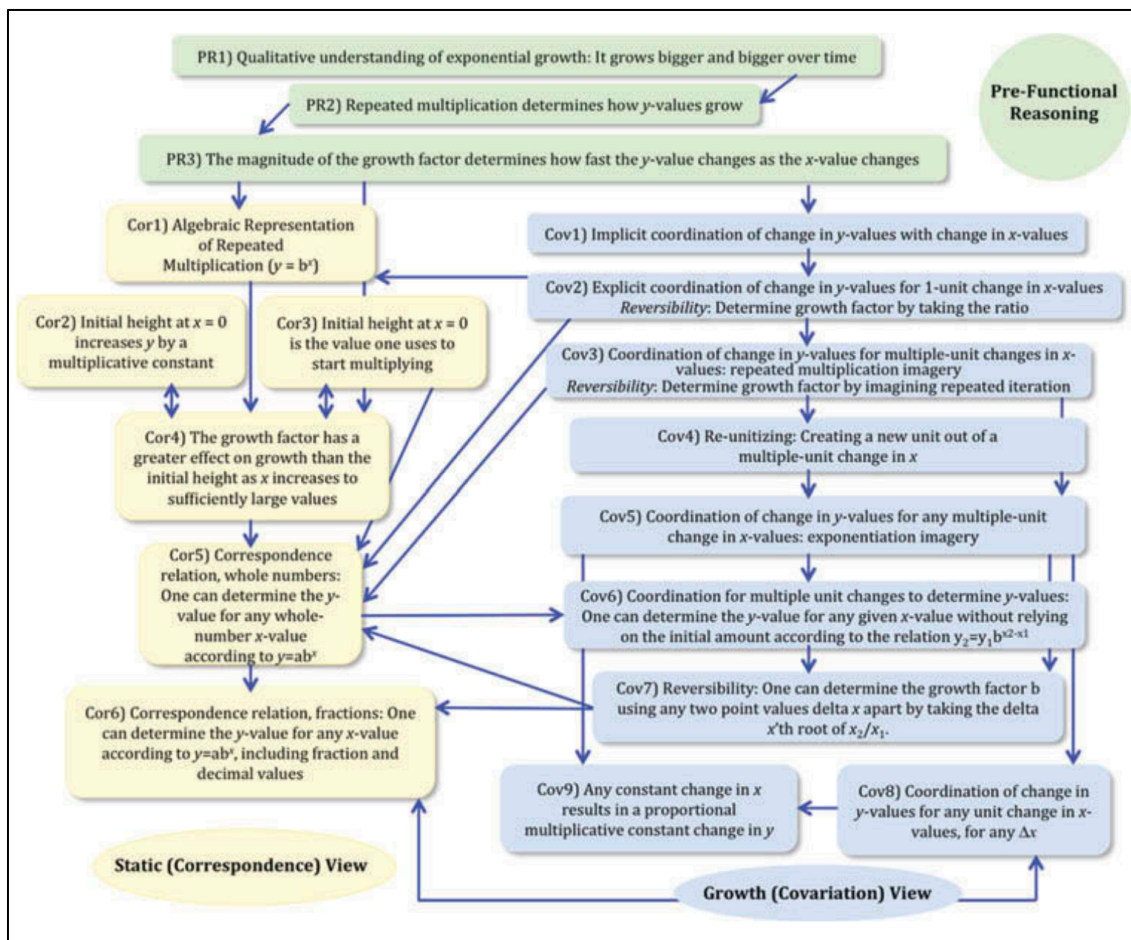 PR1) Qualitative understanding of exponential growth: It grows bigger and bigger over time
PR2) Repeated multiplication determines how y-values grow
Pre-Functional
Reasoning
PR3) The magnitude of the growth factor determines how fast the y-value changes as the x-value changes
Cor1) Algebraic Representation
of Repeated
Multiplication (y = bˣ)
Cov1) Implicit coordination of change in y-values with change in x-values
Cov2) Explicit coordination of change in y-values for 1-unit change in x-values
Reversibility: Determine growth factor by taking the ratio
Cor2) Initial height at x = 0
increases y by a
multiplicative constant
Cor3) Initial height at x = 0
is the value one uses to
start multiplying
Cov3) Coordination of change in y-values for multiple-unit changes in x-
values: repeated multiplication imagery
Reversibility: Determine growth factor by imagining repeated iteration
Cor4) The growth factor has a
greater effect on growth than the
initial height as x increases to
sufficiently large values
Cov4) Re-unitizing: Creating a new unit out of a
multiple-unit change in x
Cov5) Coordination of change in y-values for any multiple-unit
change in x-values: exponentiation imagery
Cor5) Correspondence
relation, whole numbers:
One can determine the y-
value for any whole-
number x-value
according to y=abˣ
Cov6) Coordination for multiple unit changes to determine y-values:
One can determine the y-value for any given x-value without relying
on the initial amount according to the relation y₂=y₁b^x2-x1
Cov7) Reversibility: One can determine the growth factor b
using any two point values delta x apart by taking the delta
x'th root of x₂/x₁.
Cor6) Correspondence relation, fractions: One
can determine the y-value for any x-value
according to y=abˣ, including fraction and
decimal values
Cov9) Any constant change in x
results in a proportional
multiplicative constant change in y
Cov8) Coordination of change in
y-values for any unit change in x-
values, for any Δx
Static (Correspondence) View
Growth (Covariation) View